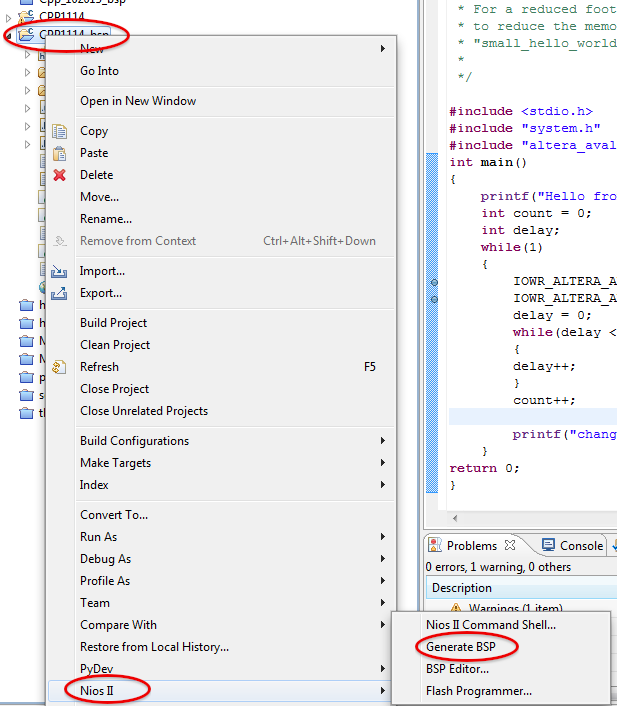 Cpp_102015_bsp
CPP1114
CPP1114_bsp
New
Go Into
Open in New Window
Copy
Paste
Delete
Move...
Rename...
Remove from Context Ctrl+Alt+Shift+Down
Import...
Export...
Build Project
Clean Project
Refresh F5
Close Project
Close Unrelated Projects
Build Configurations
Make Targets
Index
Convert To...
Run As
Debug As
Profile As
Team
Compare With
Restore from Local History...
PyDev
Nios II
Nios II Command Shell...
Generate BSP
BSP Editor...
Flash Programmer...
* For a reduced foot
* to reduce the memo
* "small_hello_world
*
*/
#include <stdio.h>
#include "system.h"
#include "altera_aval
int main()
{
printf("Hello fro
int count = 0;
int delay;
while(1)
{
IOWR_ALTERA_A
IOWR_ALTERA_A
delay = 0;
while(delay <
{
delay++;
}
count++;
printf("chang
}
return 0;
}
Problems Console
0 errors, 1 warning, 0 others
Description
Warnings (1 item)